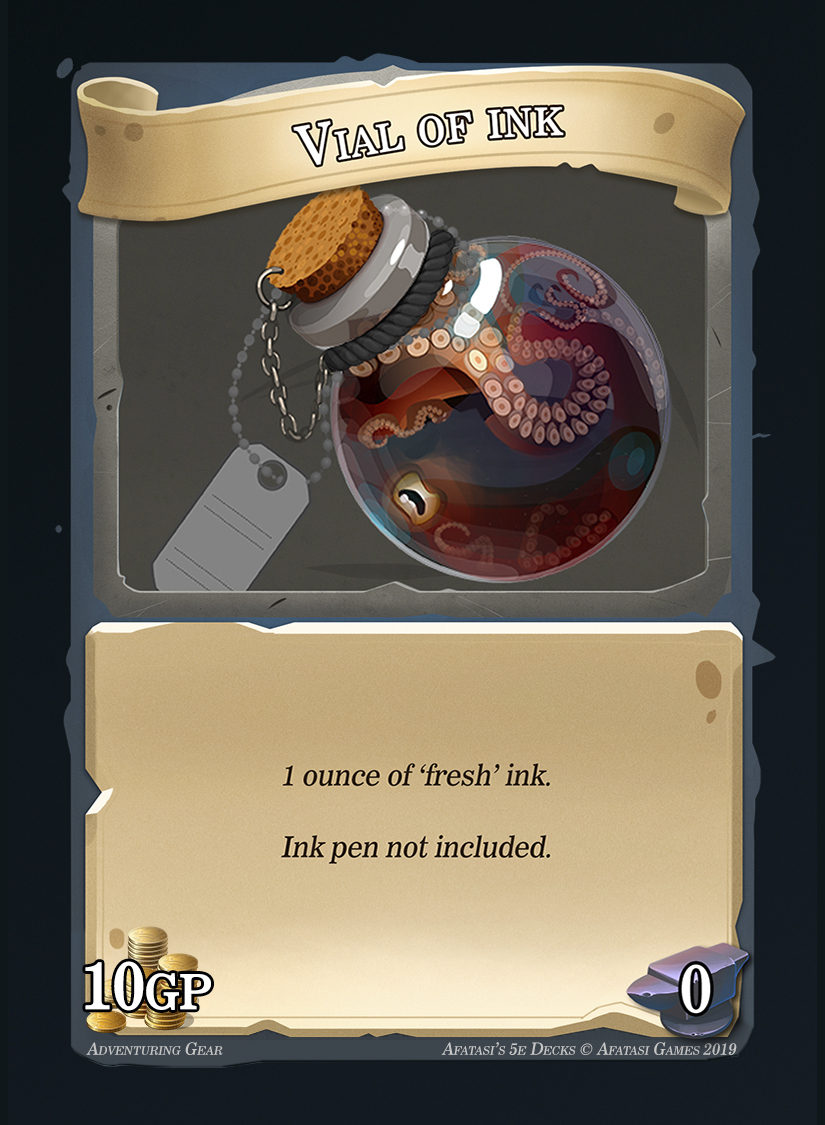 Vial of ink
1 ounce of ‘fresh’ ink.
Ink pen not included.
10GP
0
Adventuring Gear
Afatasi's 5e Decks © Afatasi Games 2019